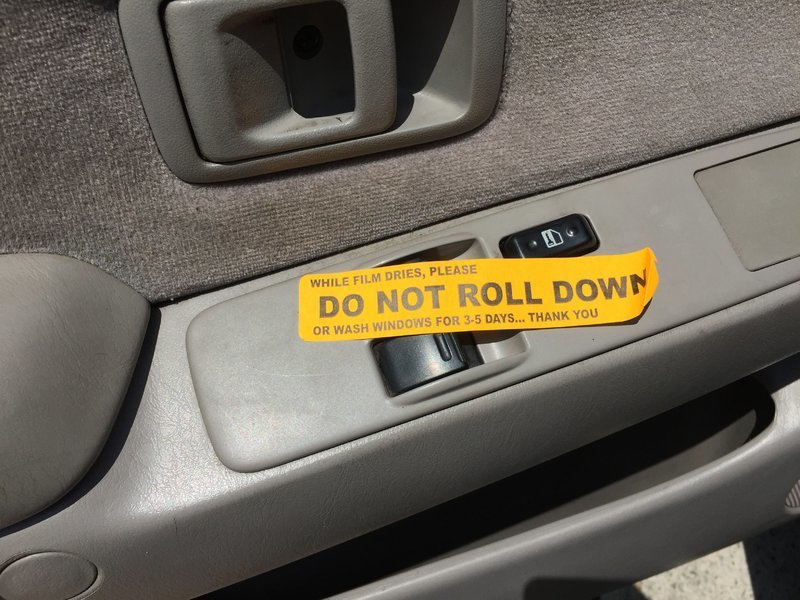 WHILE FILM DRIES, PLEASE
DO NOT ROLL DOWN
OR WASH WINDOWS FOR 3-5 DAYS... THANK YOU